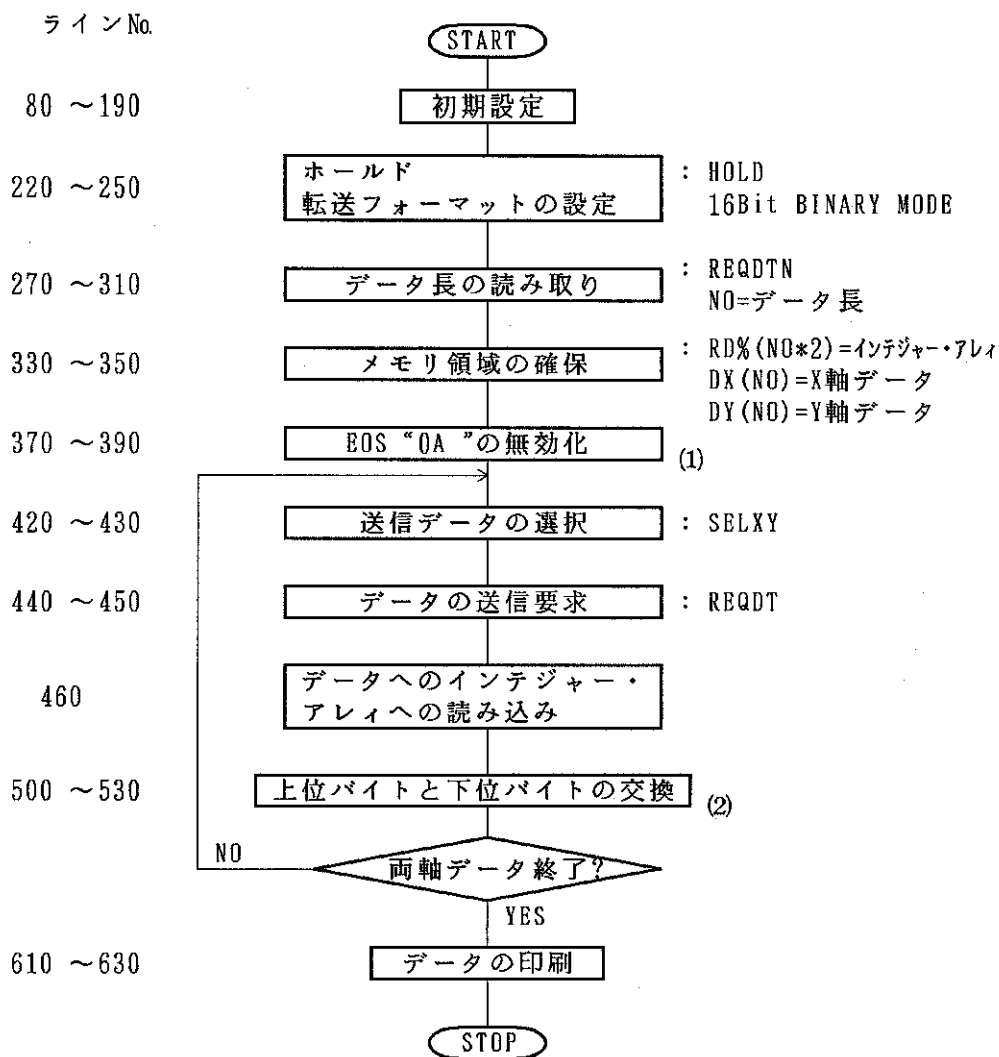 ラインNo.
START
80 ～190
初期設定
220 ～250
ホールド
転送フォーマットの設定
: HOLD
16Bit BINARY MODE
270 ～310
データ長の読み取り
: REQDTN
NO=データ長
330 ～350
メモリ領域の確保
: RD%(NO*2)=インテジャー・アレィ
DX(NO)=X軸データ
DY(NO)=Y軸データ
370 ～390
EOS “0A ”の無効化
(1)
420 ～430
送信データの選択
: SELXY
440 ～450
データの送信要求
: REQDT
460
データへのインテジャー・
アレィへの読み込み
500 ～530
上位バイトと下位バイトの交換
(2)
NO
両軸データ終了?
YES
610 ～630
データの印刷
STOP